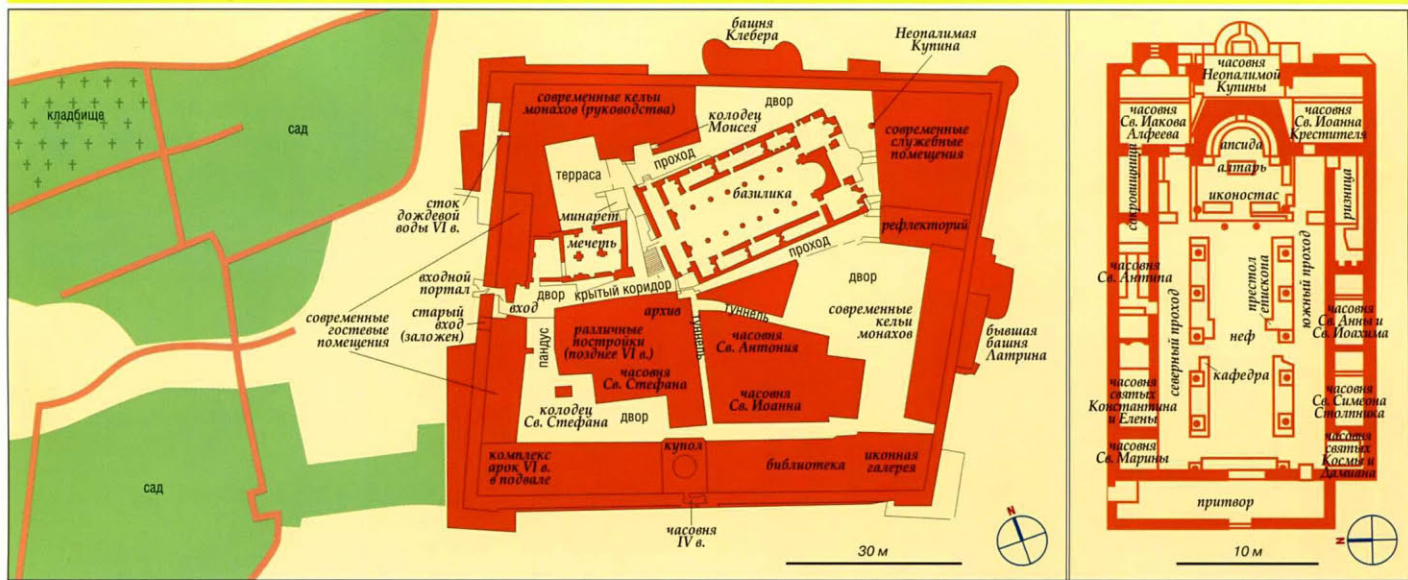 башня
Клебера
Неопалимая
Купина
кладбище
сад
современные кельи
монахов (руководства)
двор
колодец
Моисея
современные
служебные
помещения
проход
терраса
базилика
сток
дождевой
воды VI в.
минарет
мечеть
рефлекторий
проход
входной
портал
двор
крытый коридор
двор
вход
старый
вход
(заложен)
современные
гостевые
помещения
архив
туннель
туннель
современные
кельи
монахов
пандус
различные
постройки
(позднее VI в.)
часовня
Св. Антония
бывшая
башня
Латрина
часовня
Св. Стефана
часовня
Св. Иоанна
колодец
Св. Стефана
двор
комплекс
арок VI в.
в подвале
купол
библиотека
иконная
галерея
сад
часовня
IV в.
N
30 м
часовня
Неопалимой
Купины
часовня
Св. Иакова
Алфеева
часовня
Св. Иоанна
Крестителя
апсида
алтарь
иконостас
сокровищница
ризница
часовня
Св. Антипа
престол
епископа
южный проход
северный проход
неф
часовня
Св. Анны и
Св. Иоахима
кафедра
часовня
святых
Константина
и Елены
часовня
Св. Симеона
Столпника
часовня
Св. Марины
часовня
святых
Космы и
Дамиана
притвор
N
10 м